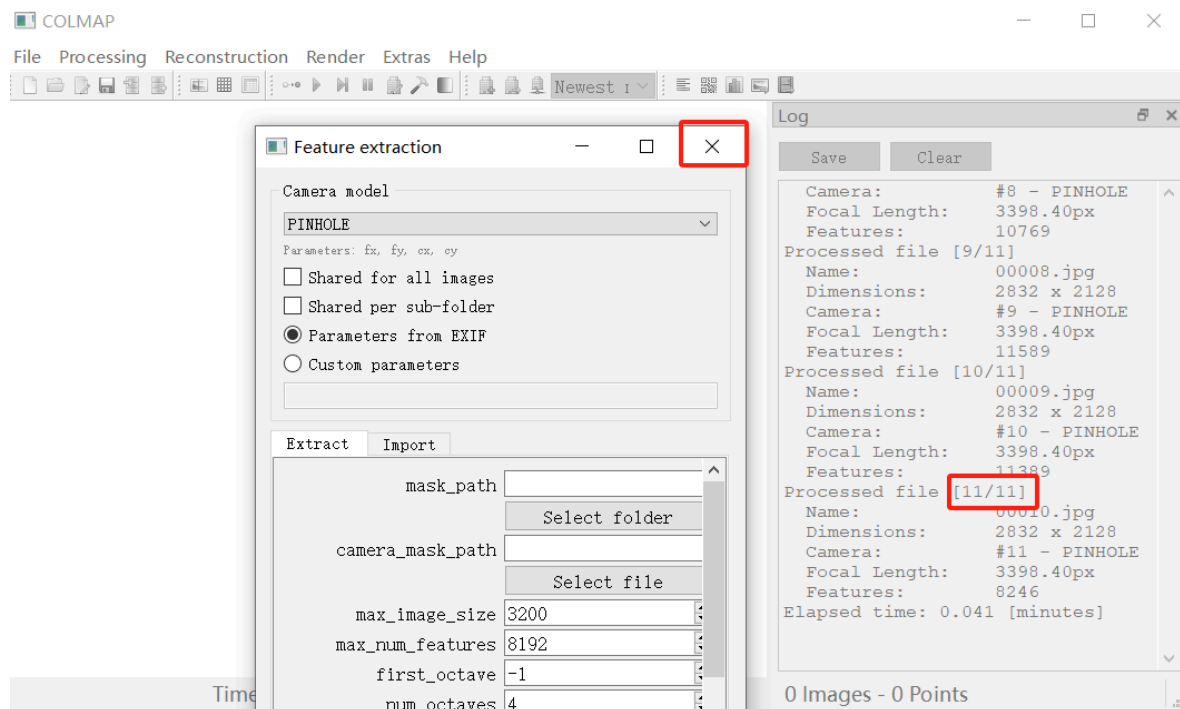 COLMAP
File Processing Reconstruction Render Extras Help
Newest
Feature extraction
Camera model
PINHOLE
Parameters: fx, fy, cx, cy
Shared for all images
Shared per sub-folder
Parameters from EXIF
Custom parameters
Extract Import
mask_path
Select folder
camera_mask_path
Select file
max_image_size 3200
max_num_features 8192
first_octave -1
num_octaves 4
Time
Log
Save Clear
Camera: #8 - PINHOLE
Focal Length: 3398.40px
Features: 10769
Processed file [9/11]
Name: 00008.jpg
Dimensions: 2832 x 2128
Camera: #9 - PINHOLE
Focal Length: 3398.40px
Features: 11589
Processed file [10/11]
Name: 00009.jpg
Dimensions: 2832 x 2128
Camera: #10 - PINHOLE
Focal Length: 3398.40px
Features: 11389
Processed file [11/11]
Name: 00010.jpg
Dimensions: 2832 x 2128
Camera: #11 - PINHOLE
Focal Length: 3398.40px
Features: 8246
Elapsed time: 0.041 [minutes]
0 Images - 0 Points